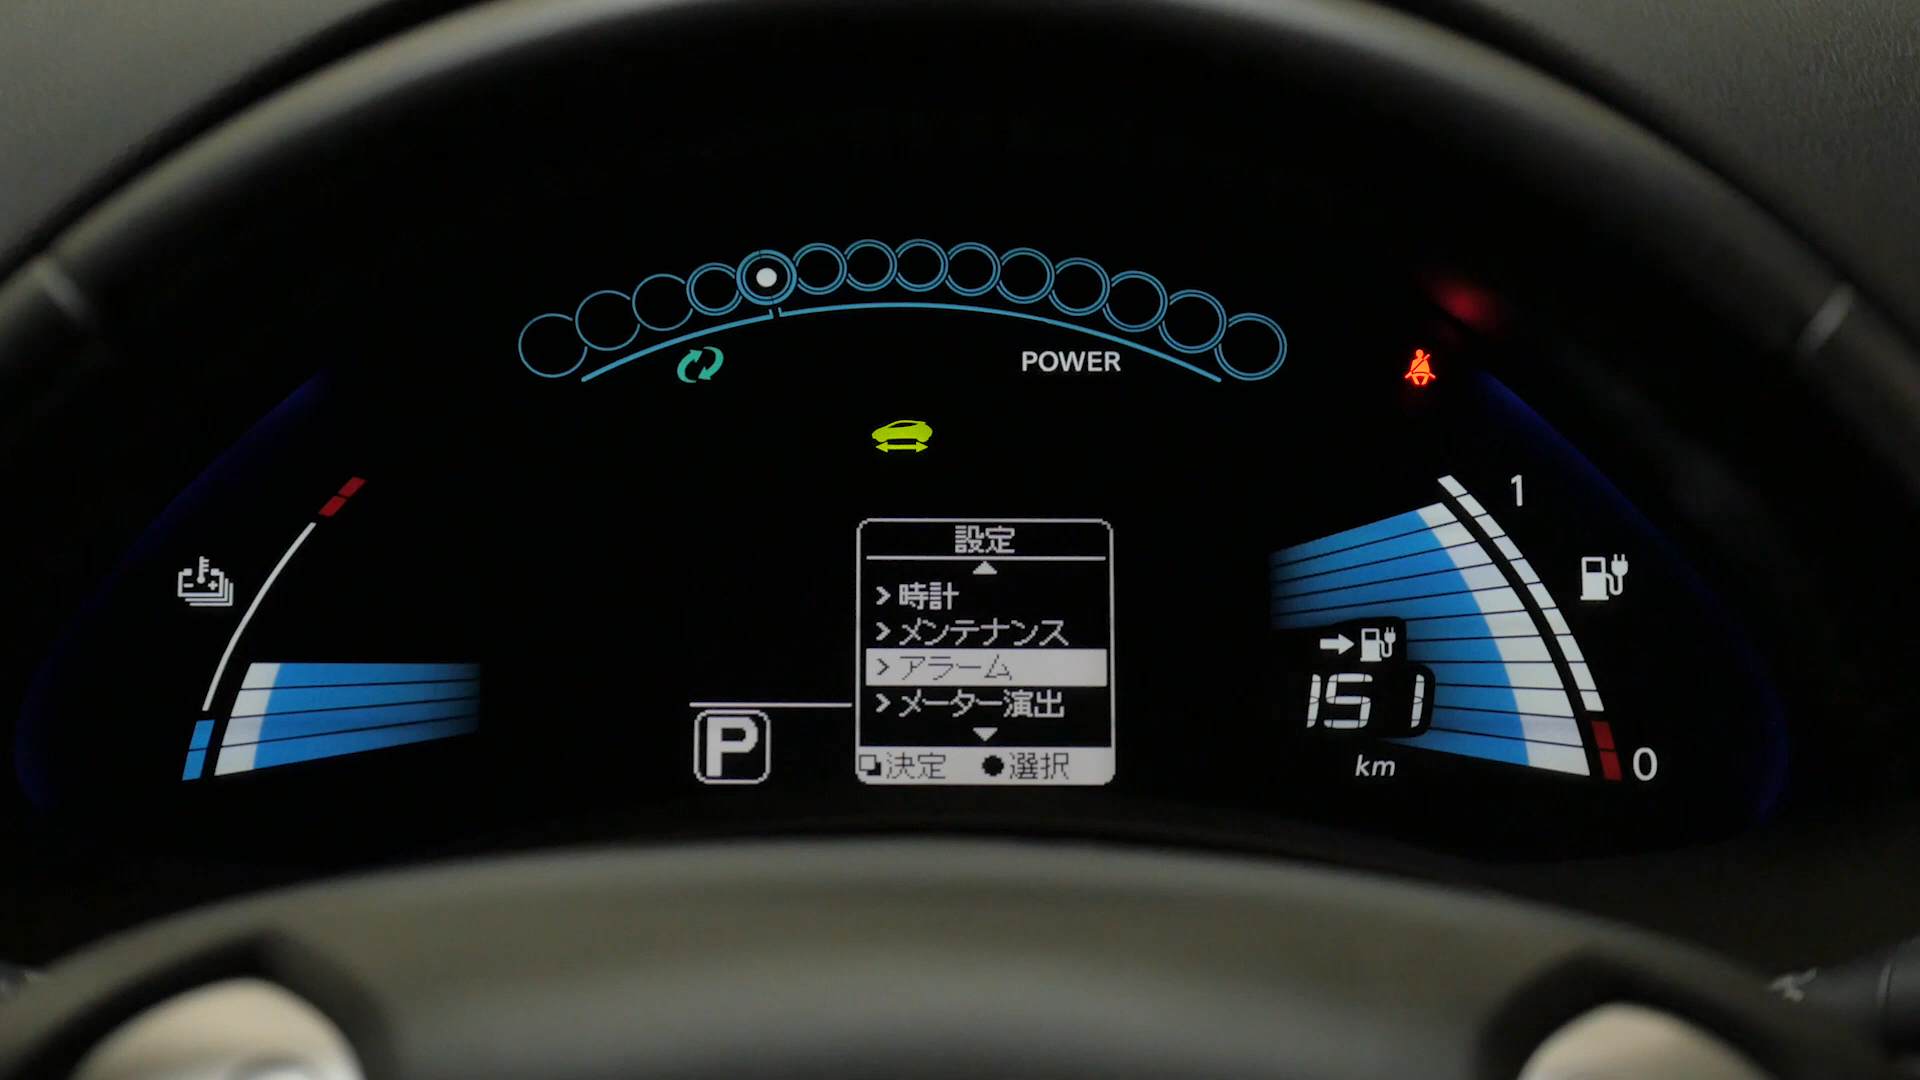 POWER
設定
> 時計
> メンテナンス
> アラーム
> メーター演出
決定 ●選択
P
1
151
km
0